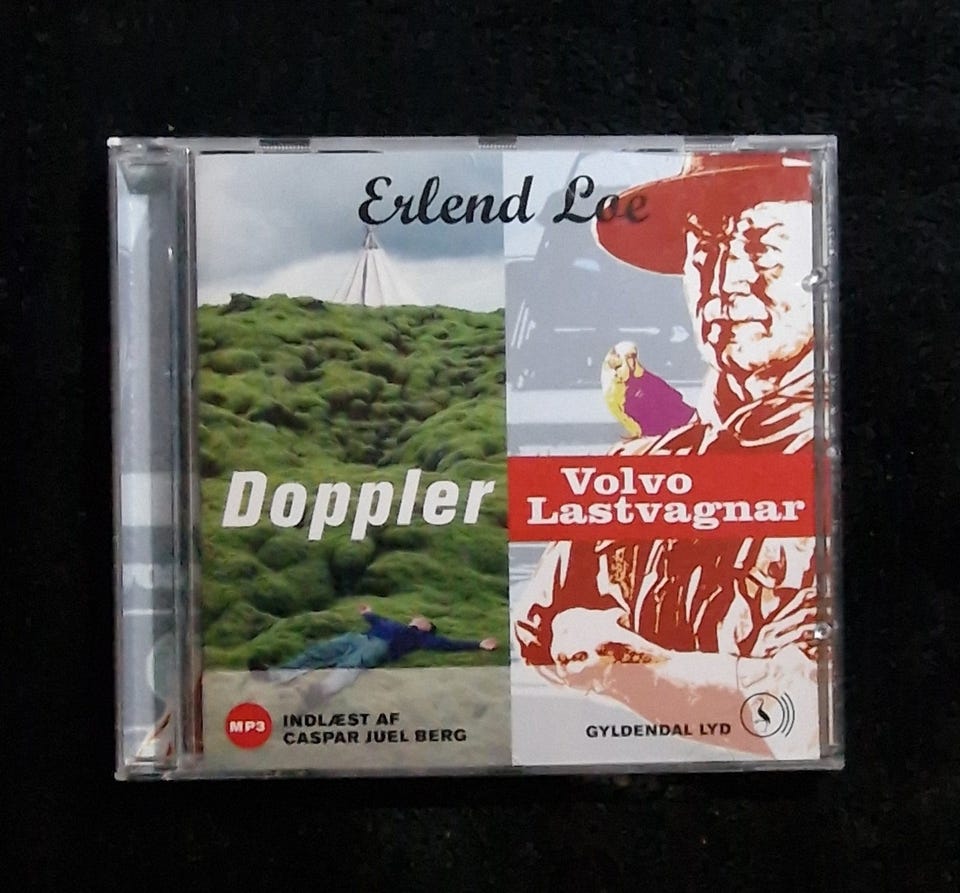 Erlend Loe
Doppler
Volvo
Lastvagnar
MP3
INDLÆST AF
CASPAR JUEL BERG
GYLDENDAL LYD